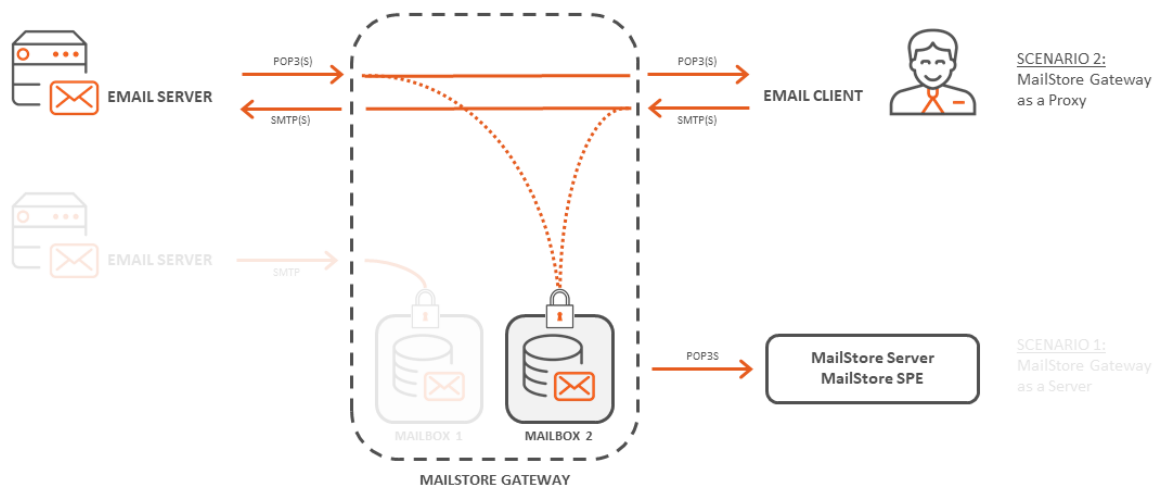 POP3(S)
POP3(S)
SCENARIO 2:
MailStore Gateway
as a Proxy
EMAIL SERVER
EMAIL CLIENT
SMTP(S)
SMTP(S)
EMAIL SERVER
SMTP
POP3S
MailStore Server
MailStore SPE
SCENARIO 1:
MailStore Gateway
as a Server
MAILBOX 1
MAILBOX 2
MAILSTORE GATEWAY